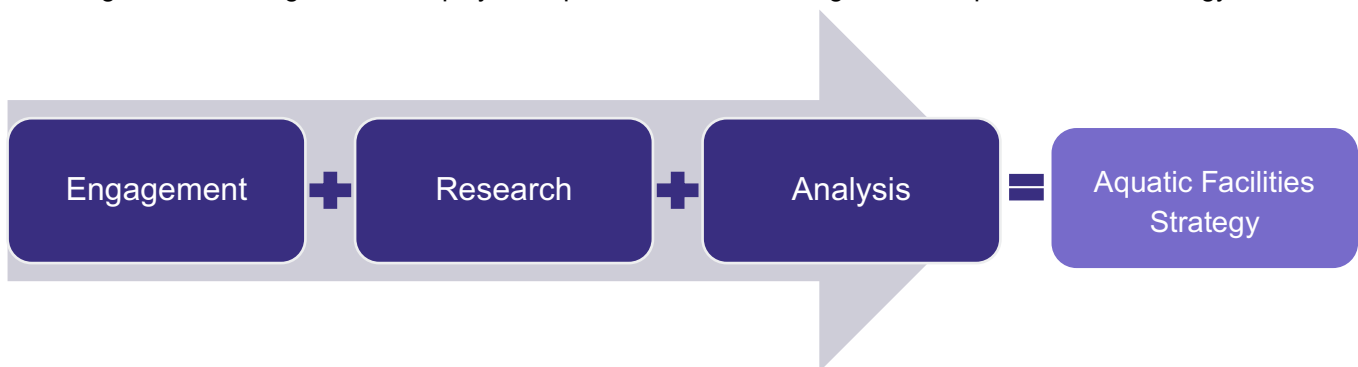 Engagement
Research
Analysis
Aquatic Facilities
Strategy